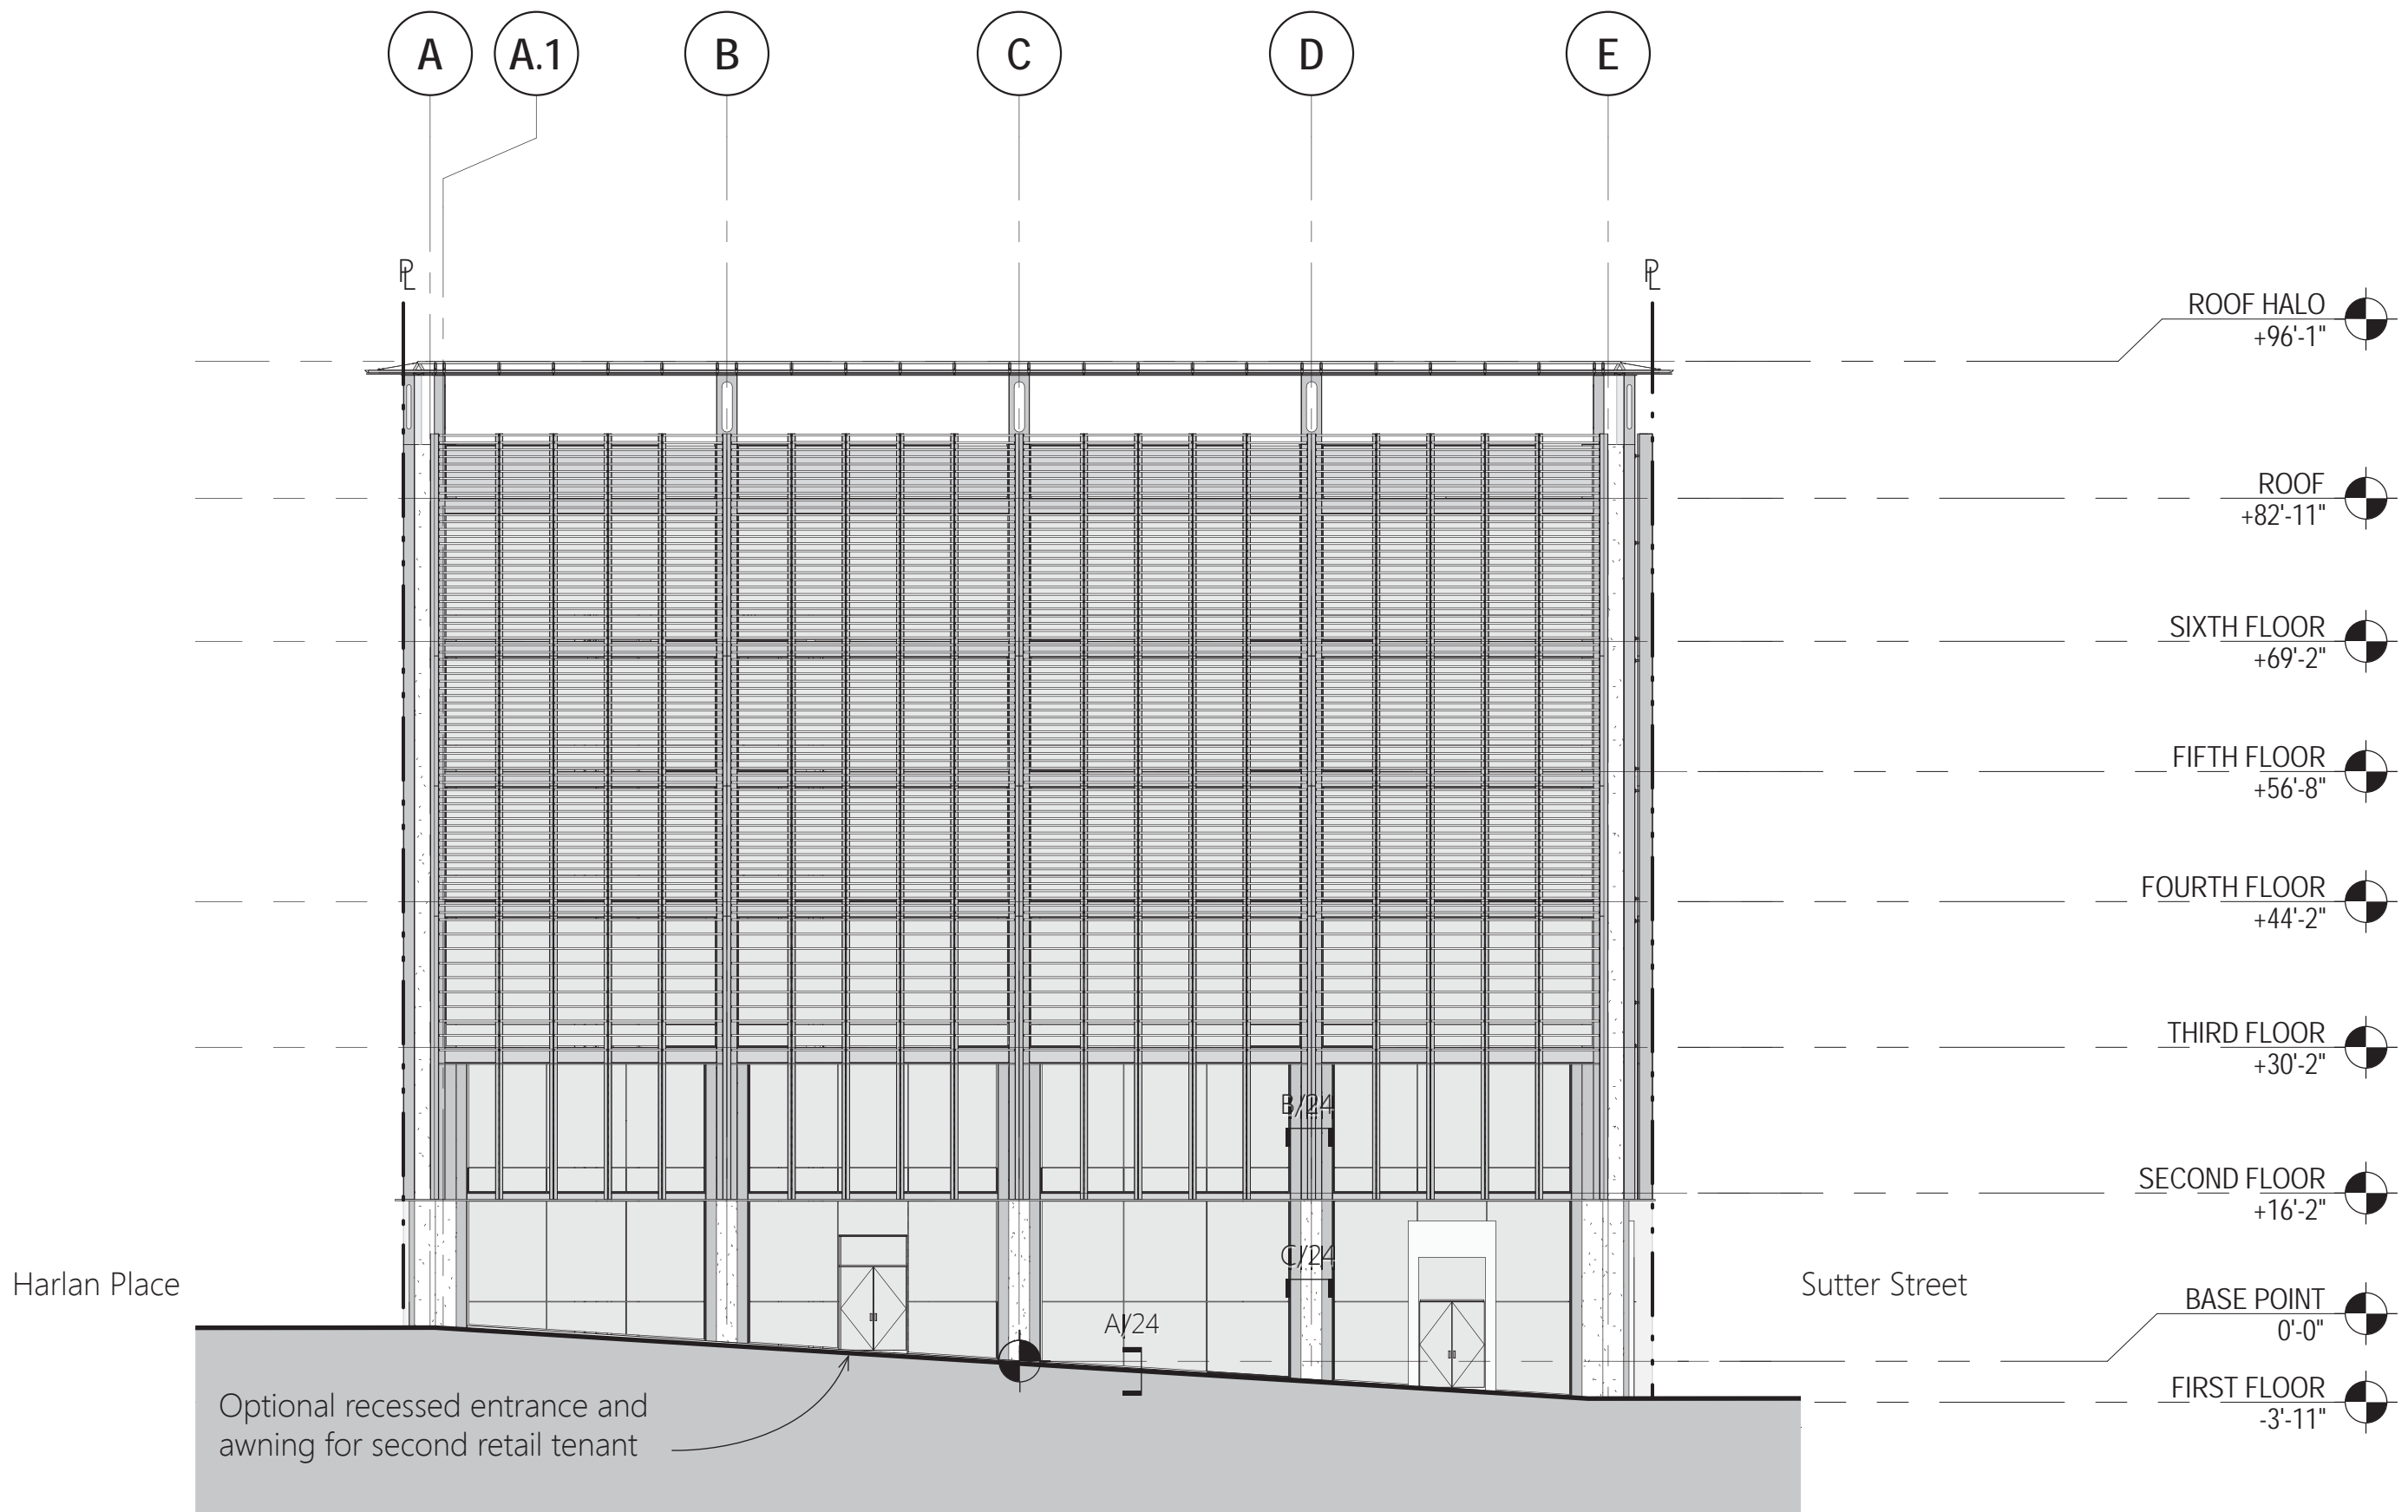 A
A.1
B
C
D
E
PL
PL
ROOF HALO
+96'-1"
ROOF
+82'-11"
SIXTH FLOOR
+69'-2"
FIFTH FLOOR
+56'-8"
FOURTH FLOOR
+44'-2"
THIRD FLOOR
+30'-2"
B/24
SECOND FLOOR
+16'-2"
C/24
Harlan Place
Sutter Street
BASE POINT
0'-0"
A/24
FIRST FLOOR
-3'-11"
Optional recessed entrance and
awning for second retail tenant